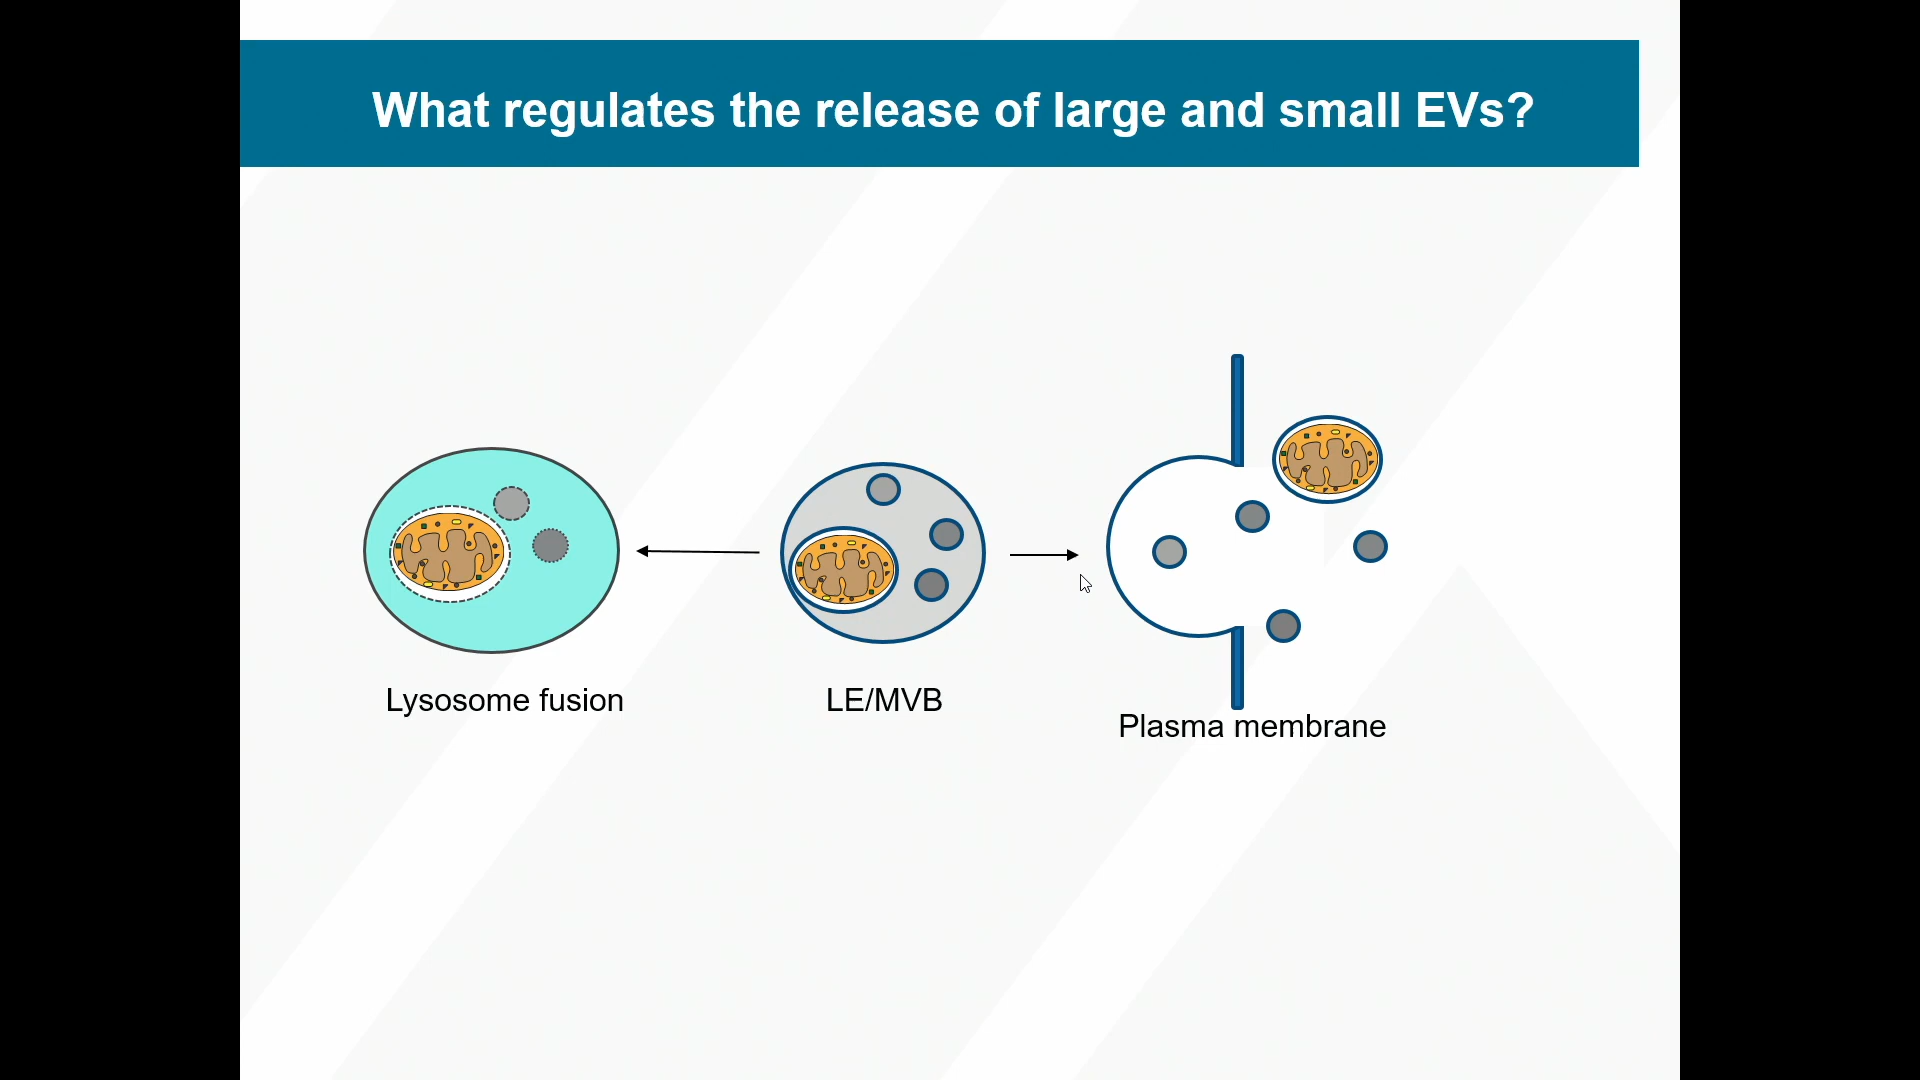 What regulates the release of large and small EVs?
Lysosome fusion
LE/MVB
Plasma membrane